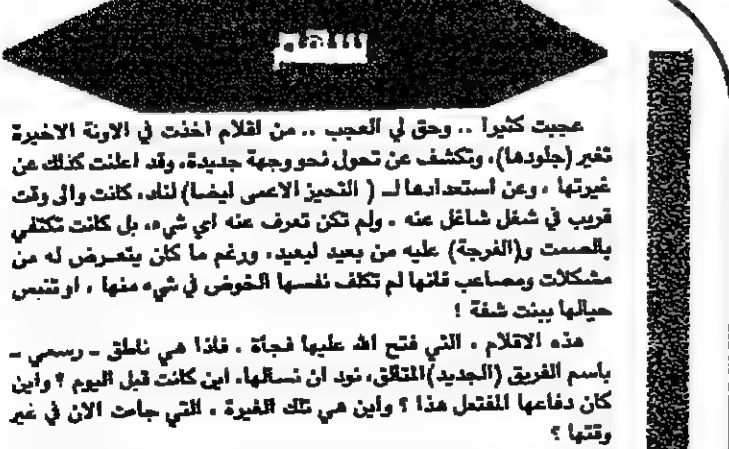 سهم
عجبت كثيرا .. وحق لي العجب .. من اقلام اخذت في الاونة الاخيرة
تغير (جلودها)، وتكشف عن تحول نحو وجهة جديدة، وقد اعلنت كذلك عن
غيرتها ، وعن استعدادها لـ ( التحيز الاعمى ايضا) لناد، كانت والى وقت
قريب في شغل شاغل عنه ، ولم تكن تعرف عنه اي شيء، بل كانت تكتفي
بالصمت و(الفرجة) عليه من بعيد لبعيد، ورغم ما كان يتعرض له من
مشكلات ومصاعب فانها لم تكلف نفسها الخوض في شيء منها ، او تنبس
حيالها ببنت شفة !
هذه الاقلام ، التي فتح الله عليها فجأة ، فاذا هي ناطق ـ رسمي ـ
باسم الفريق (الجديد)المتالق، نود ان نسالها، اين كانت قبل اليوم ؟ واين
كان دفاعها المفتعل هذا ؟ واين هي تلك الغيرة ، التي جاءت الان في غير
وقتها ؟